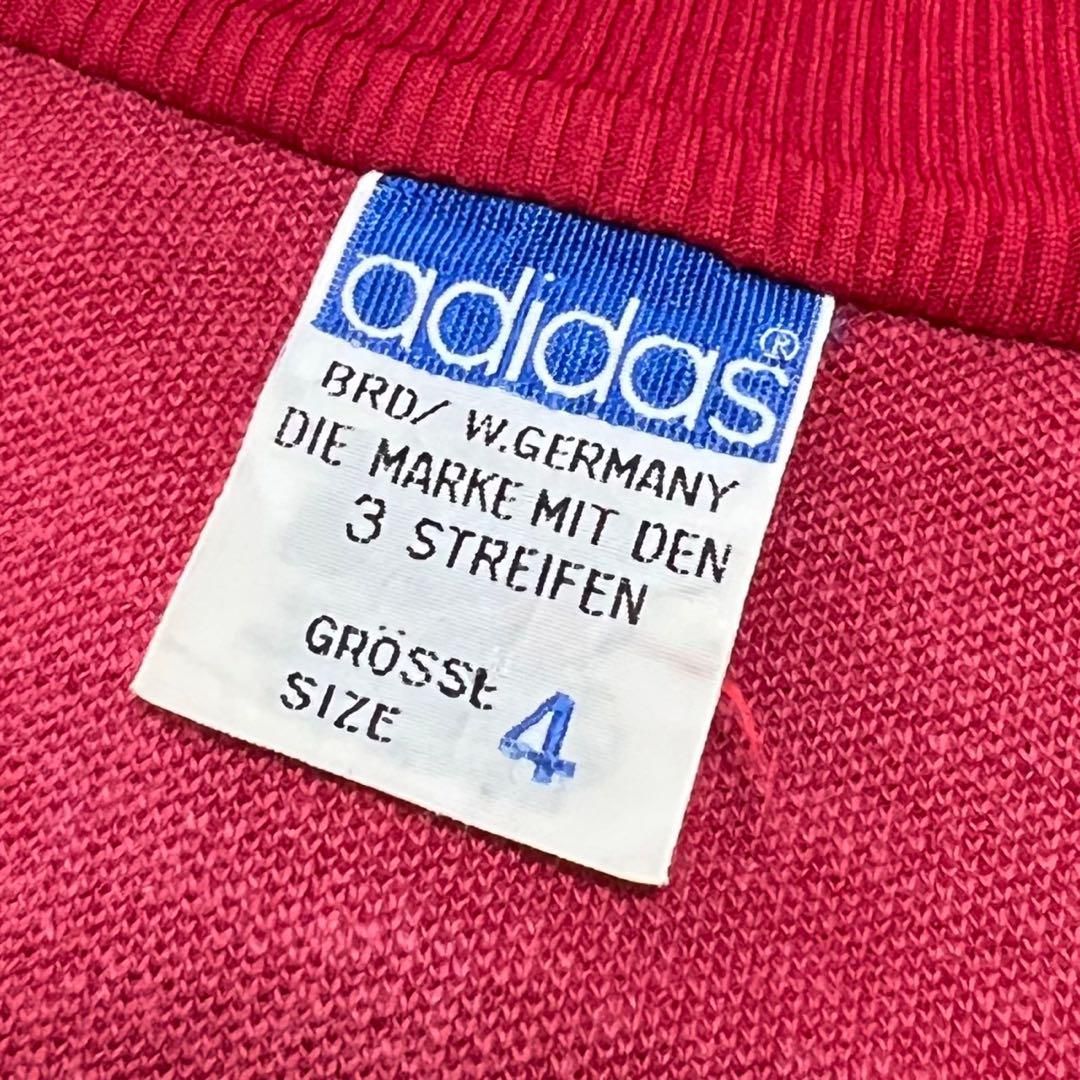 adidas®
BRD/ W.GERMANY
DIE MARKE MIT DEN
3 STREIFEN
GRÖSSE
SIZE 4